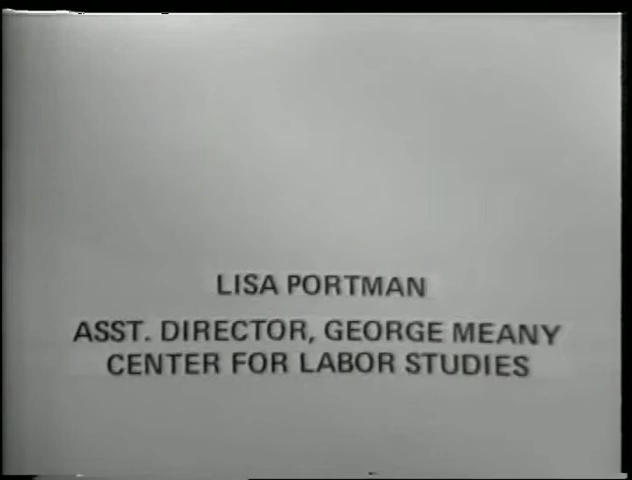 LISA PORTMAN
ASST. DIRECTOR, GEORGE MEANY
CENTER FOR LABOR STUDIES